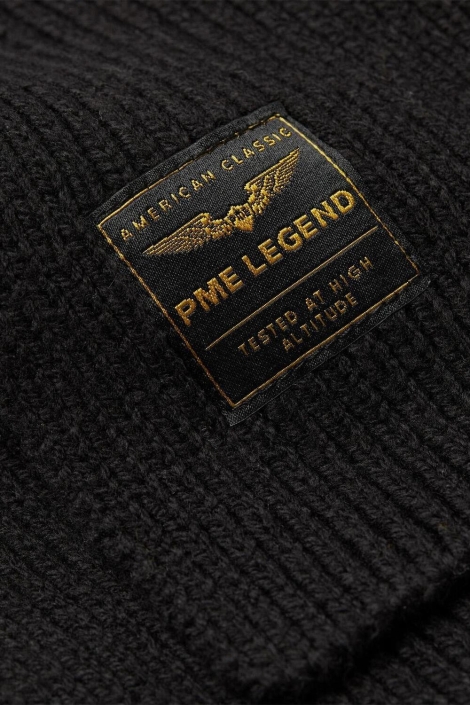 AMERICAN CLASSIC
PME LEGEND
TESTED AT HIGH
ALTITUDE